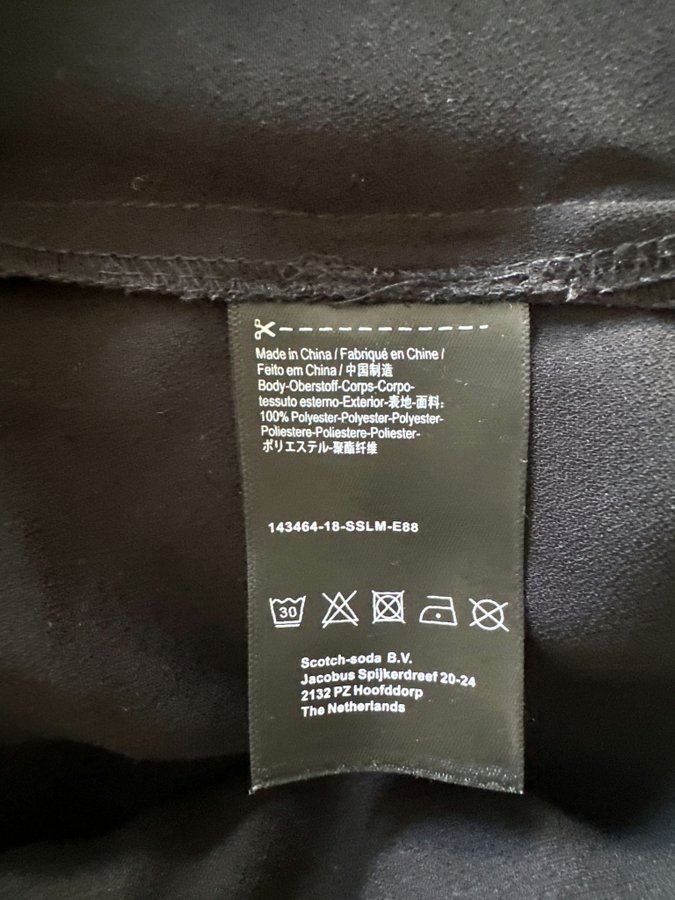 Made in China / Fabriqué en Chine /
Feito em China / 中国制造
Body-Oberstoff-Corps-Corpo-
tessuto esterno-Exterior-表地-面料:
100% Polyester-Polyester-Polyester-
Poliestere-Poliestere-Poliester-
ポリエステル-聚酯纤维
143464-18-SSLM-E88
30
Scotch-soda B.V.
Jacobus Spijkerdreef 20-24
2132 PZ Hoofddorp
The Netherlands